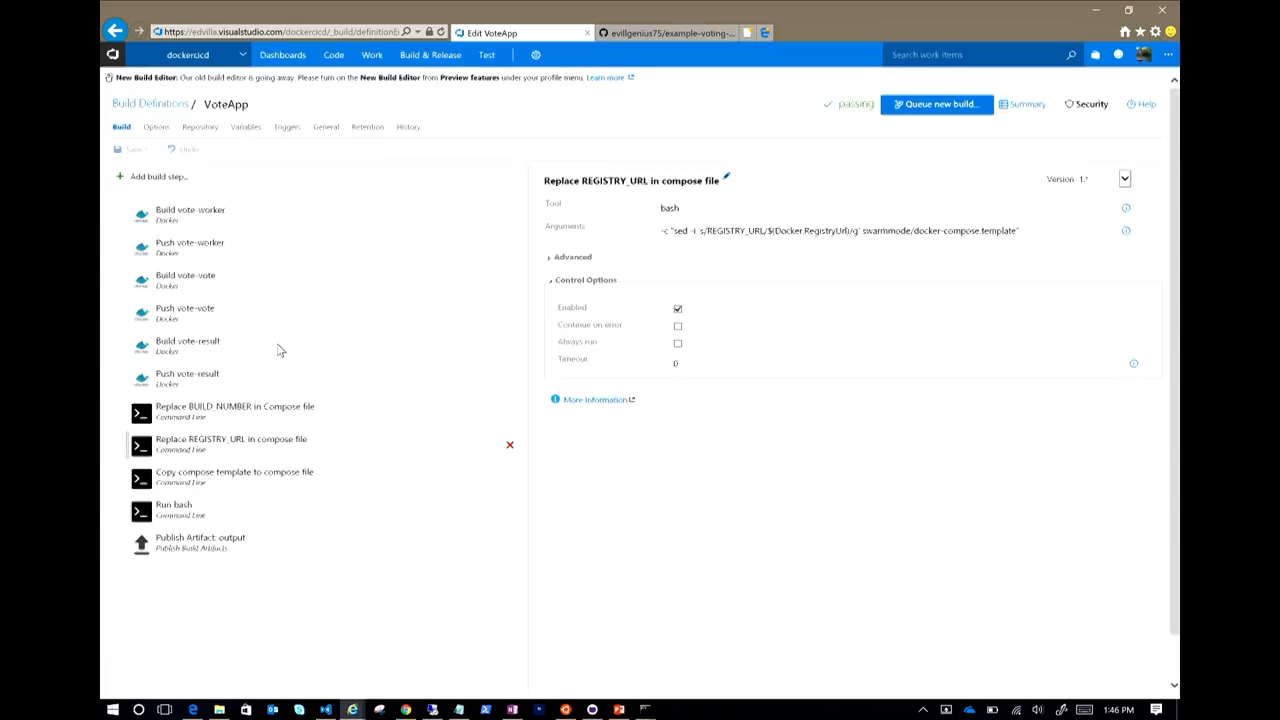 https://edvilla.visualstudio.com/dockercicd/_build/definitionE
Edit VoteApp
evillgenius75/example-voting-...
dockercicd
Dashboards
Code
Work
Build & Release
Test
Search work items
New Build Editor: Our old build editor is going away. Please turn on the New Build Editor from Preview features under your profile menu. Learn more
Build Definitions / VoteApp
passing
Queue new build...
Summary
Security
Help
Build
Options
Repository
Variables
Triggers
General
Retention
History
Save
Undo
Add build step...
Build vote-worker
Docker
Push vote-worker
Docker
Build vote-vote
Docker
Push vote-vote
Docker
Build vote-result
Docker
Push vote-result
Docker
Replace BUILD_NUMBER in Compose file
Command Line
Replace REGISTRY_URL in compose file
Command Line
Copy compose template to compose file
Command Line
Run bash
Command Line
Publish Artifact: output
Publish Build Artifacts
Replace REGISTRY_URL in compose file
Version 1.*
Tool
bash
Arguments
-c "sed -i 's/REGISTRY_URL/$(Docker.RegistryUrl)/g' swarmmode/docker-compose.template"
Advanced
Control Options
Enabled
Continue on error
Always run
Timeout
0
More Information
1:46 PM